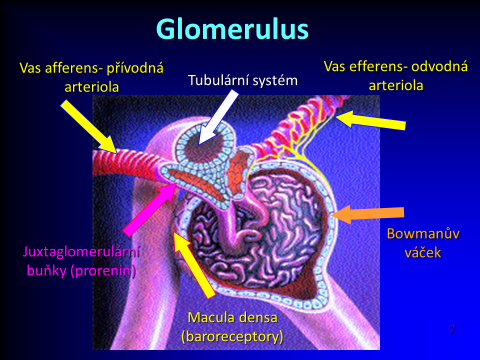 Glomerulus
Vas afferens- přívodná
arteriola
Tubulární systém
Vas efferens- odvodná
arteriola
Juxtaglomerulární
buňky (prorenin)
Bowmanův
váček
Macula densa
(baroreceptory)
7